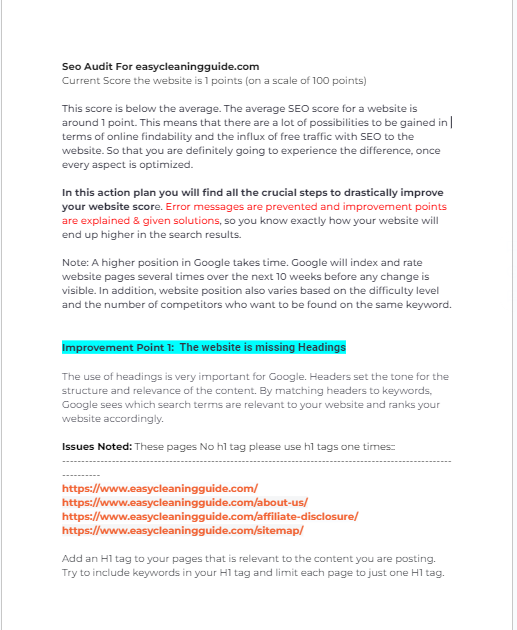 Seo Audit For easycleaningguide.com
Current Score the website is 1 points (on a scale of 100 points)
This score is below the average. The average SEO score for a website is
around 1 point. This means that there are a lot of possibilities to be gained in
terms of online findability and the influx of free traffic with SEO to the
website. So that you are definitely going to experience the difference, once
every aspect is optimized.
In this action plan you will find all the crucial steps to drastically improve
your website score. Error messages are prevented and improvement points
are explained & given solutions, so you know exactly how your website will
end up higher in the search results.
Note: A higher position in Google takes time. Google will index and rate
website pages several times over the next 10 weeks before any change is
visible. In addition, website position also varies based on the difficulty level
and the number of competitors who want to be found on the same keyword.
Improvement Point 1:  The website is missing Headings
The use of headings is very important for Google. Headers set the tone for the
structure and relevance of the content. By matching headers to keywords,
Google sees which search terms are relevant to your website and ranks your
website accordingly.
Issues Noted: These pages No h1 tag please use h1 tags one times::
------------------------------------------------------------------------------------------
----------
https://www.easycleaningguide.com/
https://www.easycleaningguide.com/about-us/
https://www.easycleaningguide.com/affiliate-disclosure/
https://www.easycleaningguide.com/sitemap/
Add an H1 tag to your pages that is relevant to the content you are posting.
Try to include keywords in your H1 tag and limit each page to just one H1 tag.